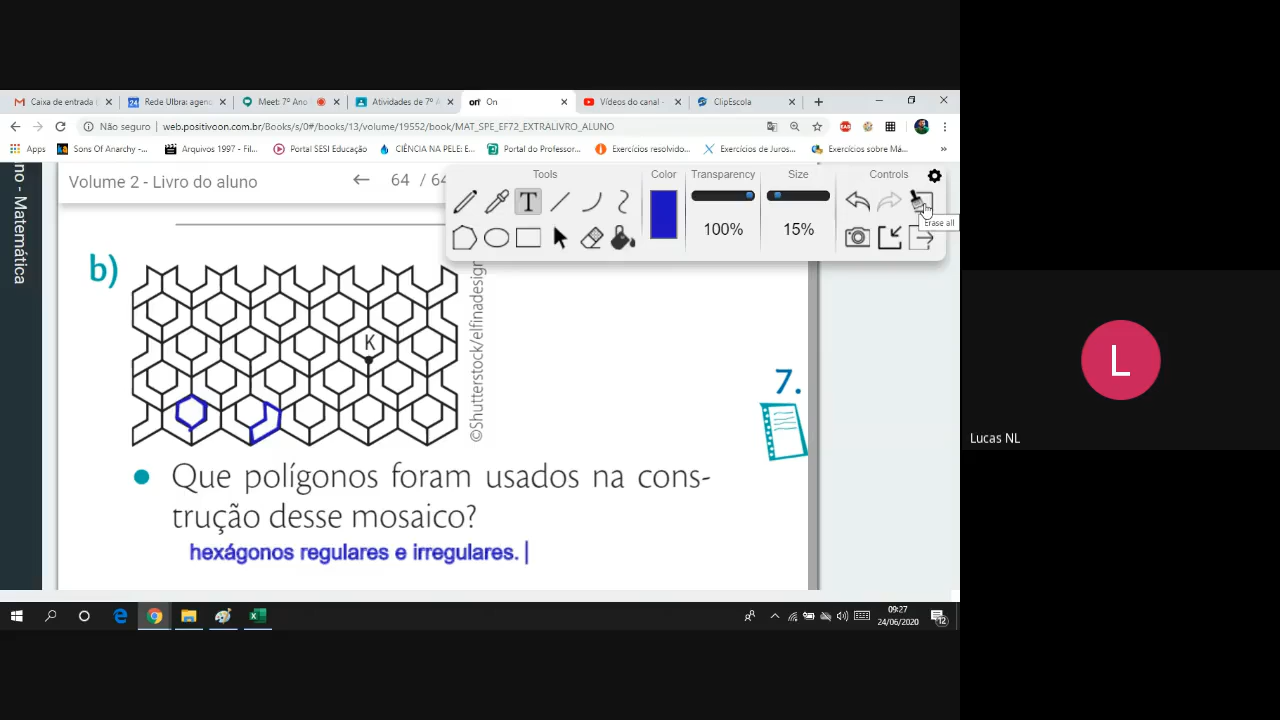 Caixa de entrada
Rede Ulbra: agen
Meet: 7º Ano
Atividades de 7º A
On
Vídeos do canal -
ClipEscola
Não seguro
web.positivoon.com.br/Books/s/0#/books/13/volume/19552/book/MAT_SPE_EF72_EXTRALIVRO_ALUNO
Apps
Sons Of Anarchy -...
Arquivos 1997 - Fil...
Portal SESI Educação
CIÊNCIA NA PELE: E...
Portal do Professor...
Exercícios resolvido...
Exercícios de Juros...
Exercícios sobre Má...
no - Matemática
Volume 2 - Livro do aluno
64 / 64
Tools
Color
Transparency
Size
Controls
T
100%
15%
Erase all
b)
K
©Shutterstock/elfinadesign
7.
Que polígonos foram usados na cons-
trução desse mosaico?
hexágonos regulares e irregulares.
L
Lucas NL
09:27
24/06/2020
12